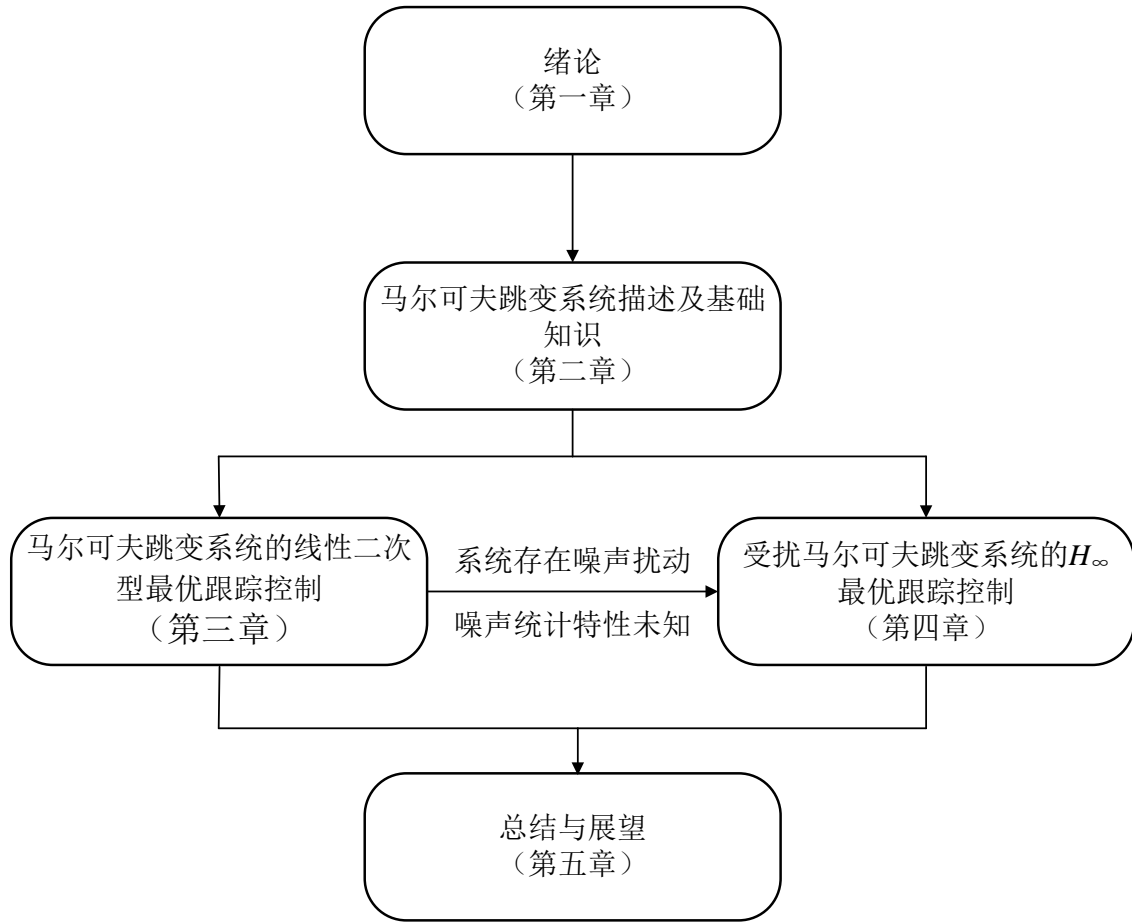 绪论
（第一章）
马尔可夫跳变系统描述及基础
知识
（第二章）
马尔可夫跳变系统的线性二次
型最优跟踪控制
（第三章）
系统存在噪声扰动
噪声统计特性未知
受扰马尔可夫跳变系统的H∞
最优跟踪控制
（第四章）
总结与展望
（第五章）